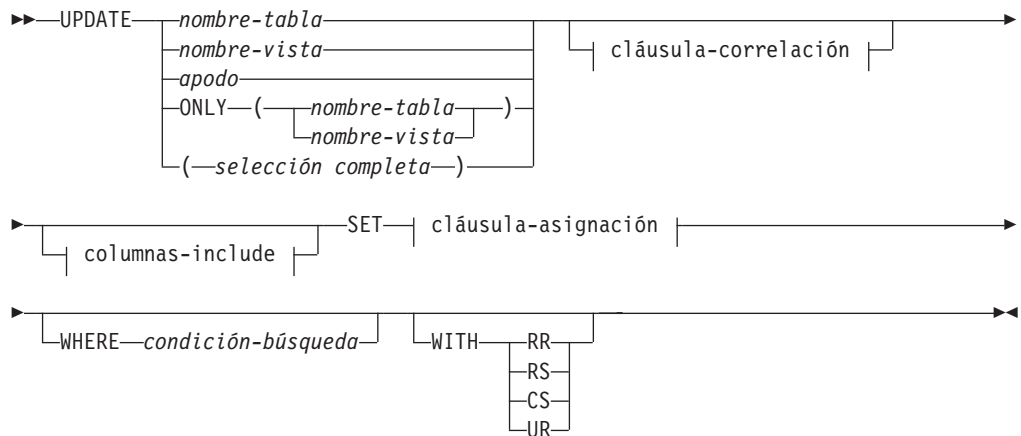 UPDATE nombre-tabla cláusula-correlación
nombre-vista
apodo
ONLY ( nombre-tabla )
nombre-vista
( selección completa )
columnas-include SET cláusula-asignación
WHERE condición-búsqueda WITH RR
RS
CS
UR